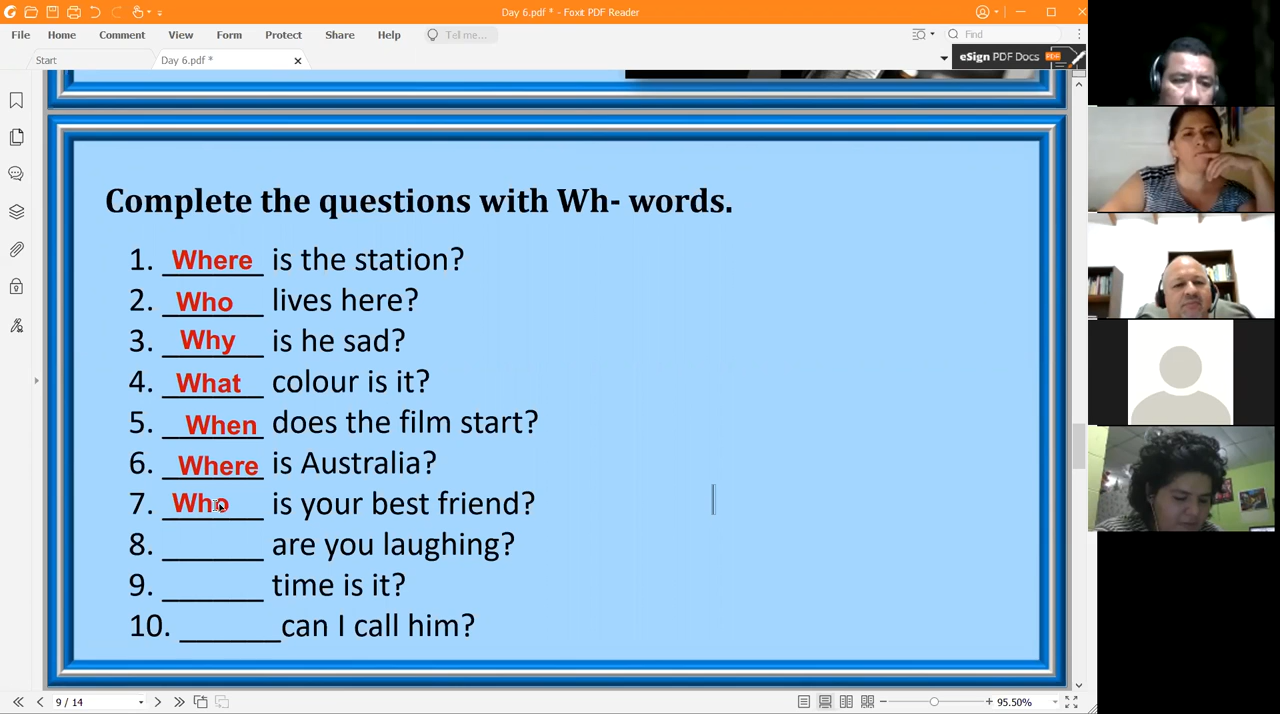 Day 6.pdf * - Foxit PDF Reader
File Home Comment View Form Protect Share Help Tell me... Find
Start Day 6.pdf * eSign PDF Docs
Complete the questions with Wh- words.
1. Where is the station?
2. Who lives here?
3. Why is he sad?
4. What colour is it?
5. When does the film start?
6. Where is Australia?
7. Who is your best friend?
8. ______ are you laughing?
9. ______ time is it?
10. ______can I call him?
9 / 14 95.50%